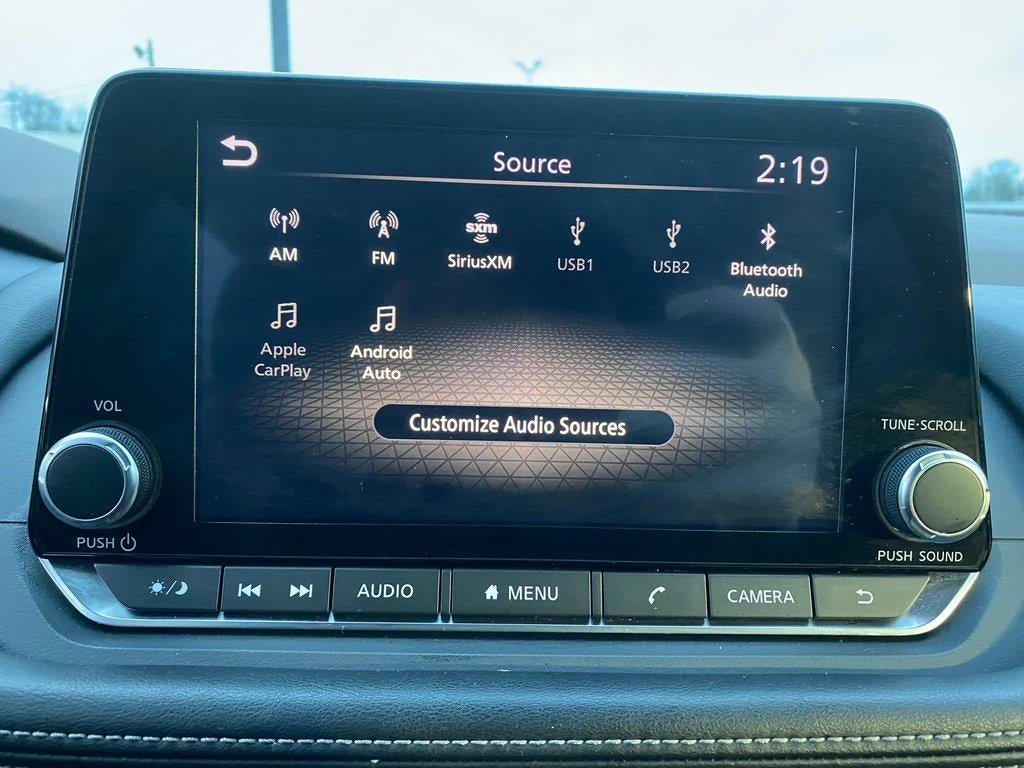 Source
2:19
AM
FM
sxm
SiriusXM
USB1
USB2
Bluetooth
Audio
Apple
CarPlay
Android
Auto
Customize Audio Sources
VOL
PUSH
TUNE·SCROLL
PUSH SOUND
AUDIO
MENU
CAMERA